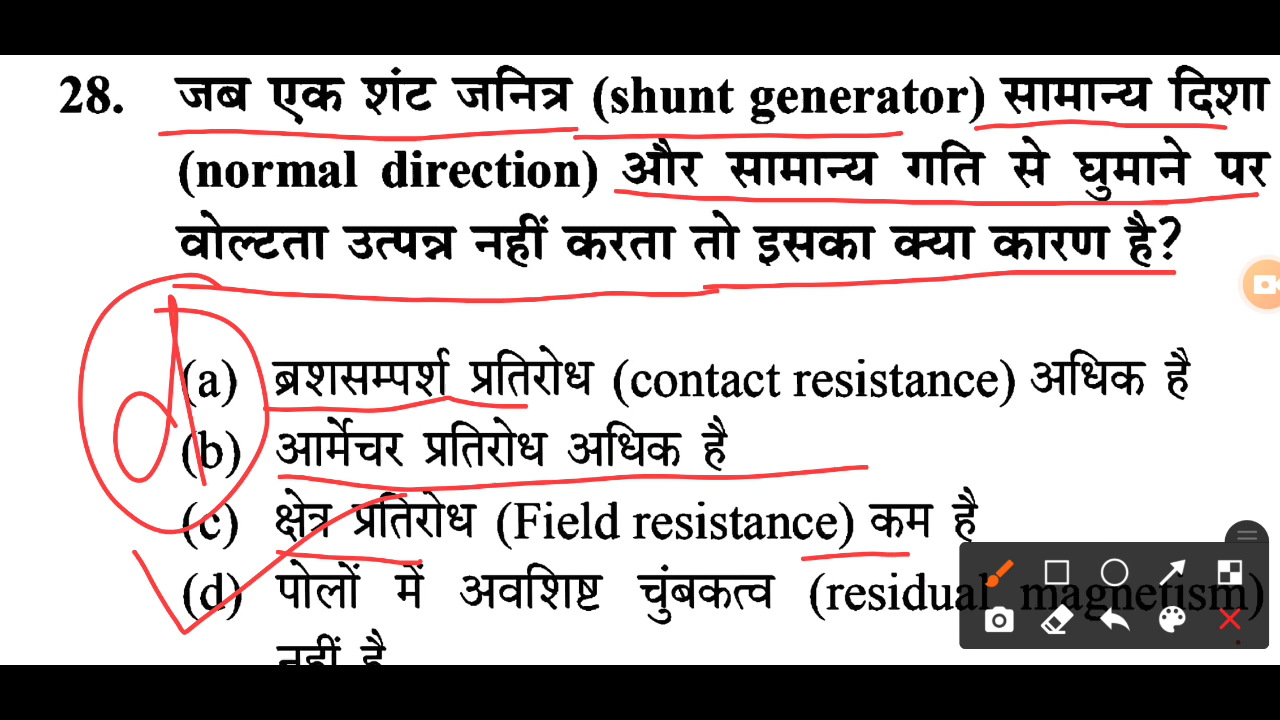 28. जब एक शंट जनित्र (shunt generator) सामान्य दिशा
(normal direction) और सामान्य गति से घुमाने पर
वोल्टता उत्पन्न नहीं करता तो इसका क्या कारण है?
d
(a) ब्रशसम्पर्श प्रतिरोध (contact resistance) अधिक है
(b) आर्मेचर प्रतिरोध अधिक है
(c) क्षेत्र प्रतिरोध (Field resistance) कम है
(d) पोलों में अवशिष्ट चुंबकत्व (residual magnetism)
नहीं है